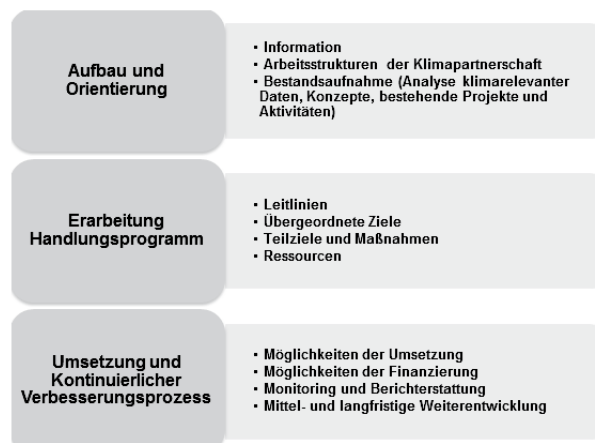 Aufbau und
Orientierung
▪ Information
▪ Arbeitsstrukturen der Klimapartnerschaft
▪ Bestandsaufnahme (Analyse klimarelevanter
Daten, Konzepte, bestehende Projekte und
Aktivitäten)
Erarbeitung
Handlungsprogramm
▪ Leitlinien
▪ Übergeordnete Ziele
▪ Teilziele und Maßnahmen
▪ Ressourcen
Umsetzung und
Kontinuierlicher
Verbesserungsprozess
▪ Möglichkeiten der Umsetzung
▪ Möglichkeiten der Finanzierung
▪ Monitoring und Berichterstattung
▪ Mittel- und langfristige Weiterentwicklung